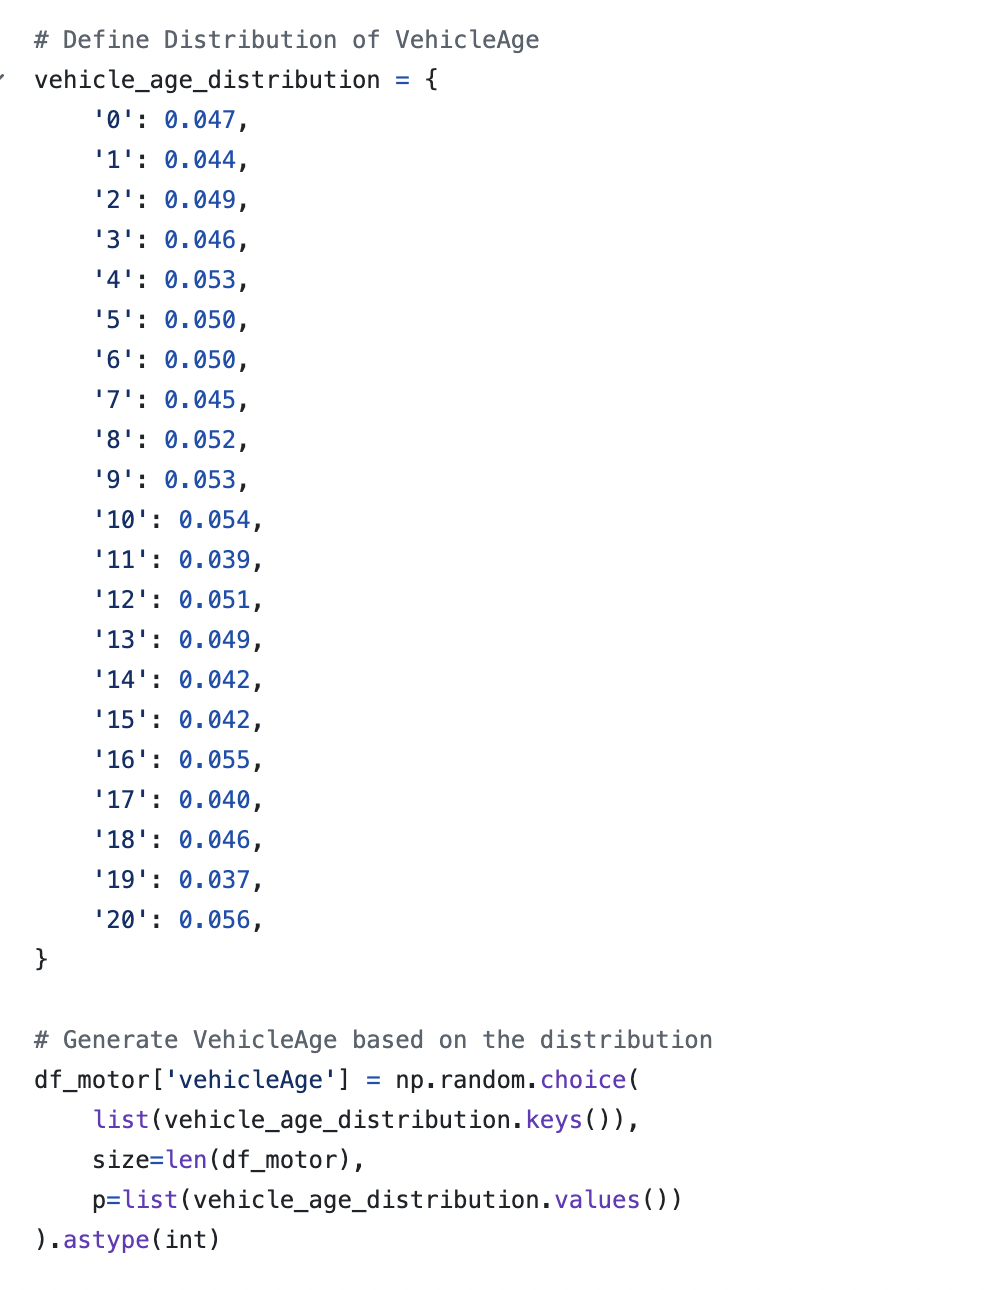 # Define Distribution of VehicleAge
vehicle_age_distribution = {
    '0': 0.047,
    '1': 0.044,
    '2': 0.049,
    '3': 0.046,
    '4': 0.053,
    '5': 0.050,
    '6': 0.050,
    '7': 0.045,
    '8': 0.052,
    '9': 0.053,
    '10': 0.054,
    '11': 0.039,
    '12': 0.051,
    '13': 0.049,
    '14': 0.042,
    '15': 0.042,
    '16': 0.055,
    '17': 0.040,
    '18': 0.046,
    '19': 0.037,
    '20': 0.056,
}

# Generate VehicleAge based on the distribution
df_motor['vehicleAge'] = np.random.choice(
    list(vehicle_age_distribution.keys()),
    size=len(df_motor),
    p=list(vehicle_age_distribution.values())
).astype(int)